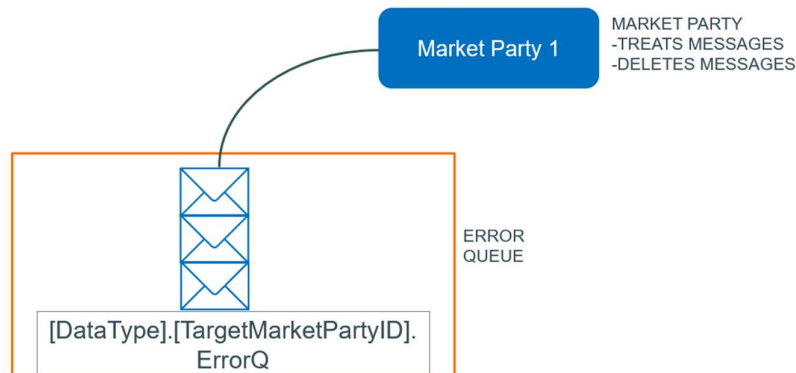 Market Party 1
MARKET PARTY
-TREATS MESSAGES
-DELETES MESSAGES
ERROR
QUEUE
[DataType].[TargetMarketPartyID].
ErrorQ